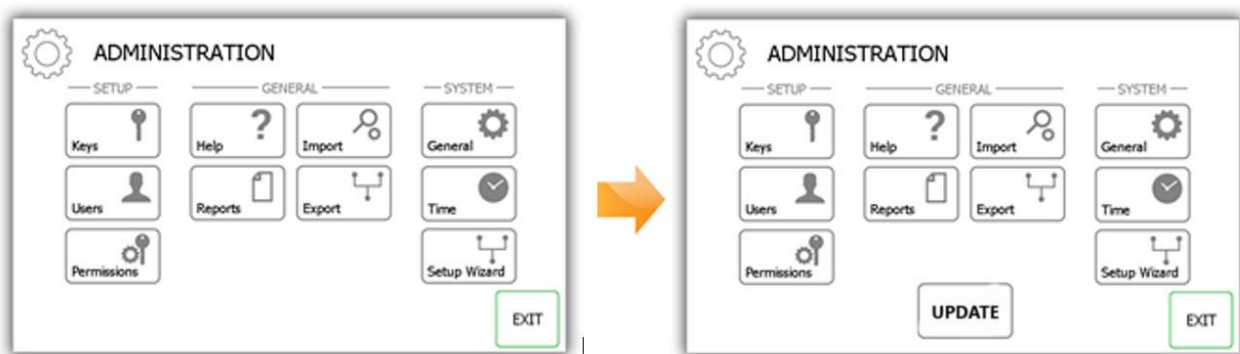 ADMINISTRATION
SETUP GENERAL SYSTEM
Keys Help Import General
Users Reports Export Time
Permissions Setup Wizard
EXIT
ADMINISTRATION
SETUP GENERAL SYSTEM
Keys Help ? Import General
Users Reports Export Time
Permissions Setup Wizard
UPDATE EXIT